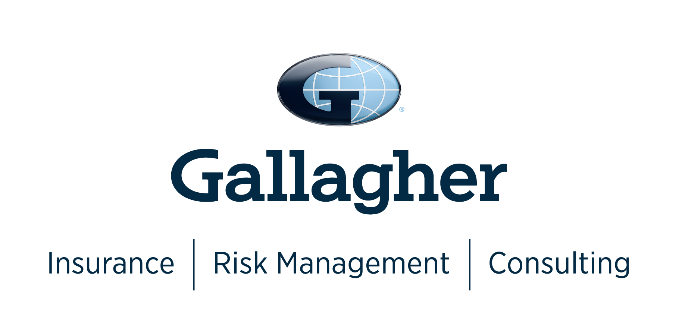 G
®
Gallagher
Insurance | Risk Management | Consulting